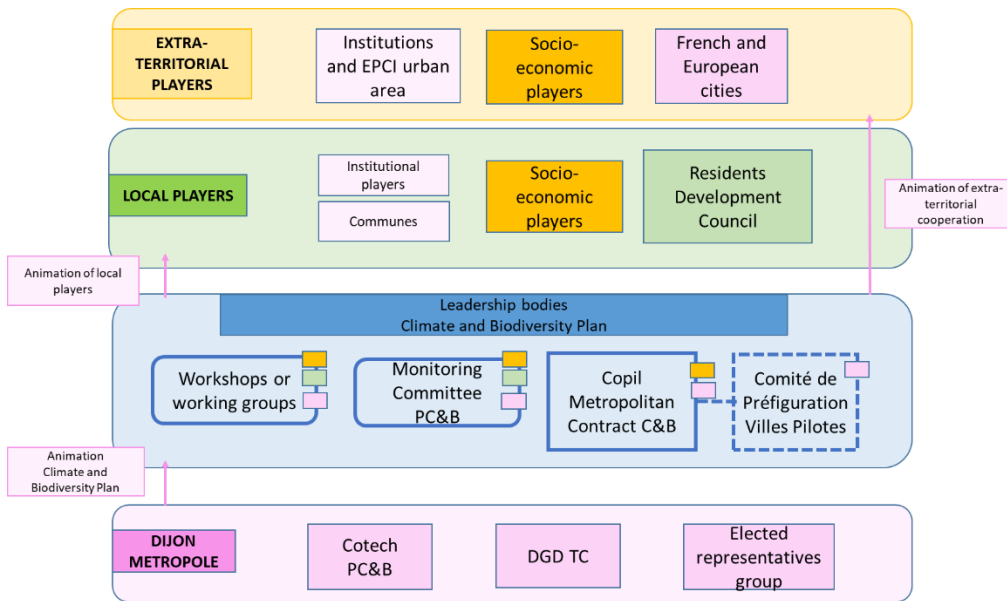 EXTRA-
TERRITORIAL
PLAYERS
Institutions
and EPCI urban
area
Socio-
economic
players
French and
European
cities
LOCAL PLAYERS
Institutional
players
Communes
Socio-
economic
players
Residents
Development
Council
Animation of extra-
territorial
cooperation
Animation of local
players
Leadership bodies
Climate and Biodiversity Plan
Workshops or
working groups
Monitoring
Committee
PC&B
Copil
Metropolitan
Contract C&B
Comité de
Préfiguration
Villes Pilotes
Animation
Climate and
Biodiversity Plan
DIJON
METROPOLE
Cotech
PC&B
DGD TC
Elected
representatives
group